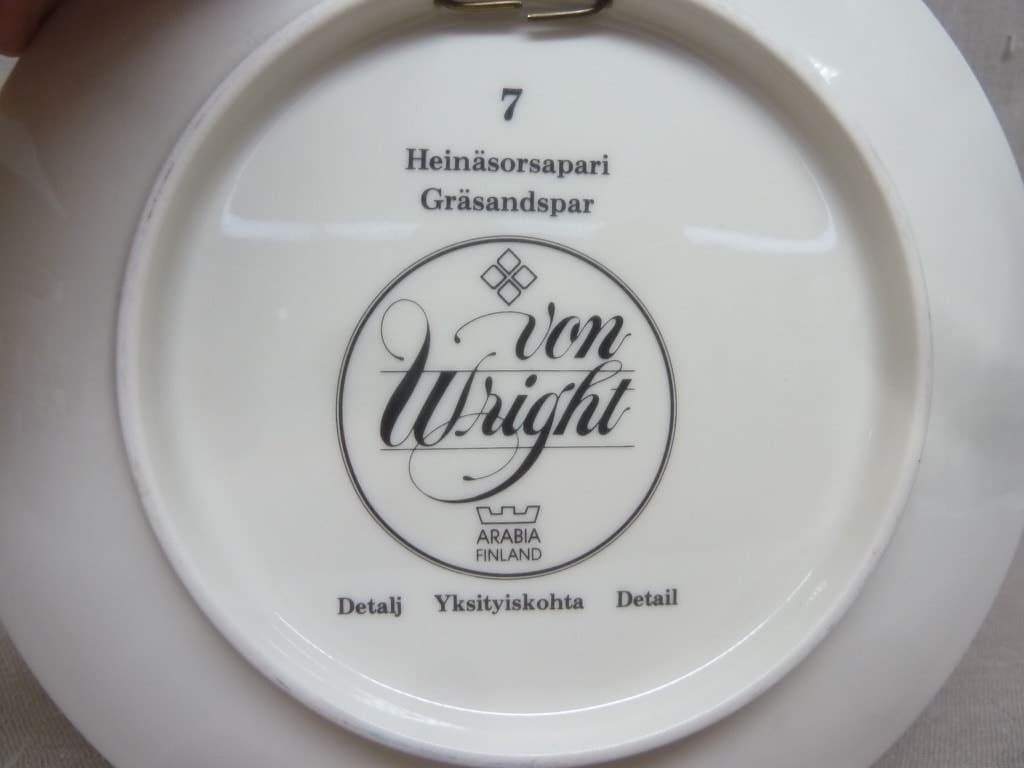 7
Heinäsorsapari
Gräsandspar
von
Wright
ARABIA
FINLAND
Detalj Yksityiskohta Detail